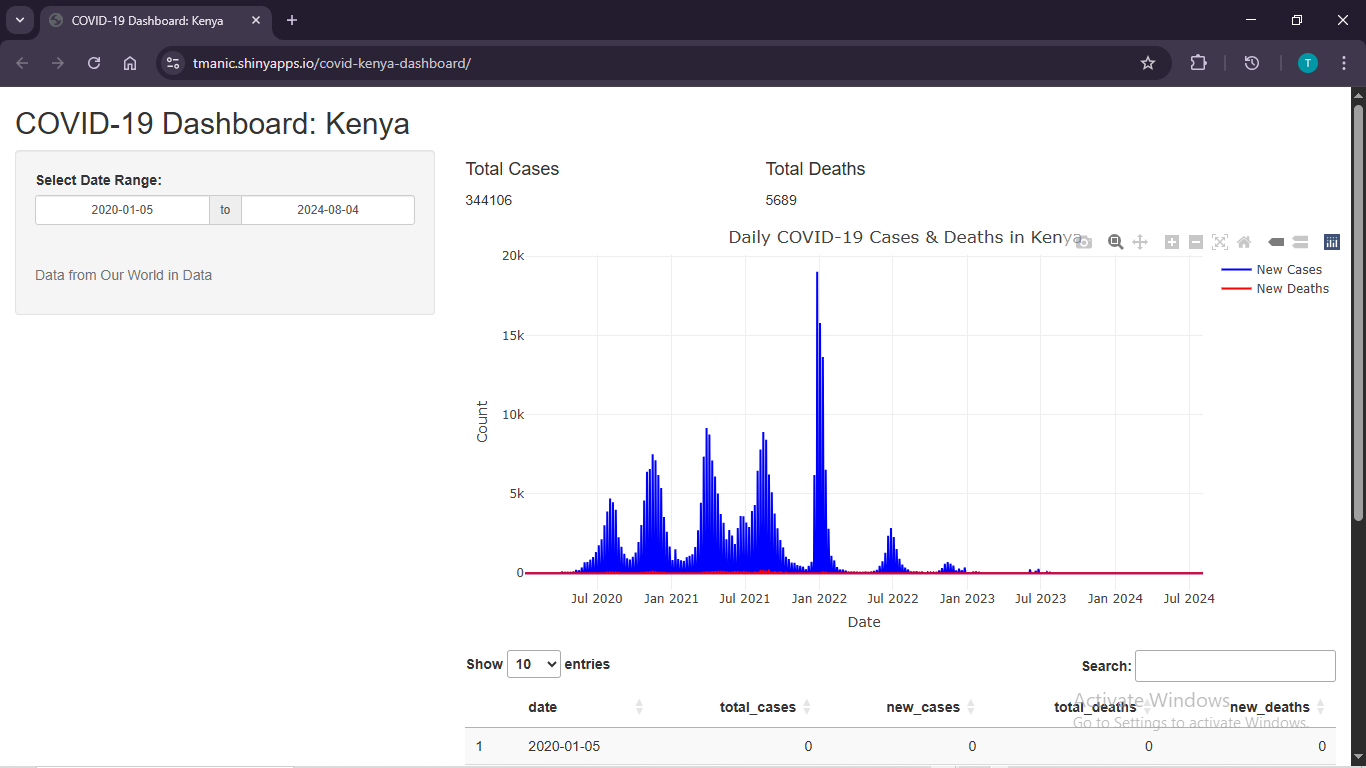 COVID-19 Dashboard: Kenya
tmanic.shinyapps.io/covid-kenya-dashboard/
T
COVID-19 Dashboard: Kenya
Select Date Range:
2020-01-05 to 2024-08-04
Data from Our World in Data
Total Cases Total Deaths
344106 5689
Daily COVID-19 Cases & Deaths in Kenya
New Cases
New Deaths
20k
15k
10k
5k
0
Count
Jul 2020 Jan 2021 Jul 2021 Jan 2022 Jul 2022 Jan 2023 Jul 2023 Jan 2024 Jul 2024
Date
Show 10 entries Search:
date total_cases new_cases total_deaths new_deaths
Activate Windows
Go to Settings to activate Windows.
1 2020-01-05 0 0 0 0